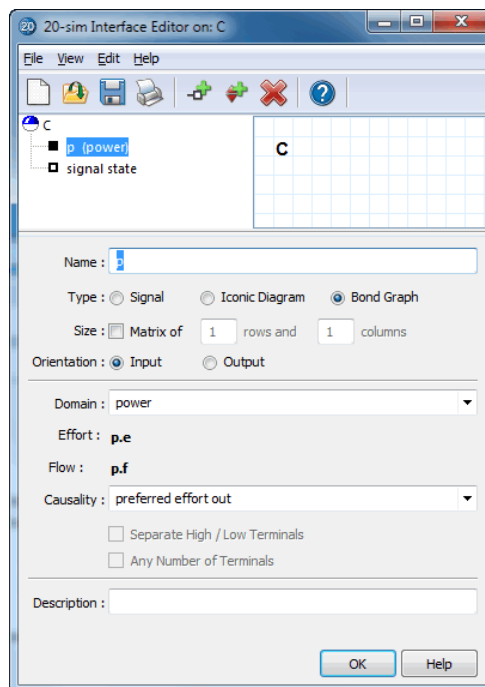 20 20-sim Interface Editor on: C
File View Edit Help
C
p (power)
signal state
C
Name : p
Type : Signal Iconic Diagram Bond Graph
Size : Matrix of 1 rows and 1 columns
Orientation : Input Output
Domain : power
Effort : p.e
Flow : p.f
Causality : preferred effort out
Separate High / Low Terminals
Any Number of Terminals
Description :
OK Help